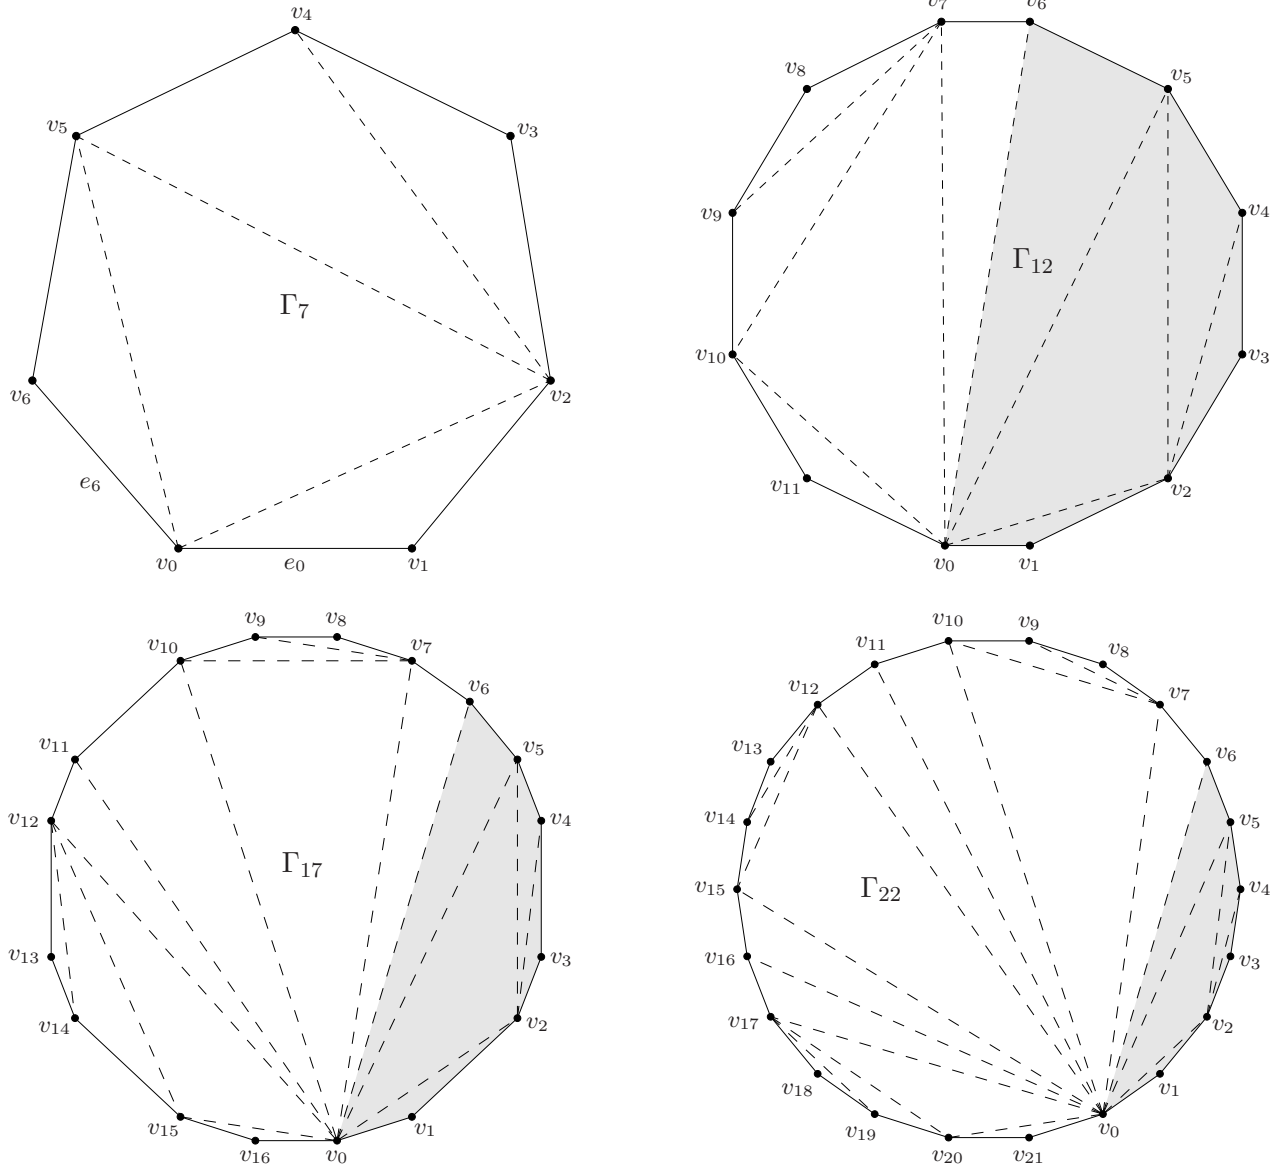 v₄
v₅
v₃
Γ₇
v₆
v₂
e₆
v₀
e₀
v₁
v₇
v₆
v₈
v₅
v₉
v₄
Γ₁₂
v₁₀
v₃
v₁₁
v₂
v₀
v₁
v₉
v₈
v₁₀
v₇
v₆
v₁₁
v₅
v₁₂
v₄
Γ₁₇
v₁₃
v₃
v₁₄
v₂
v₁₅
v₁
v₁₆
v₀
v₁₀
v₉
v₁₁
v₈
v₁₂
v₇
v₁₃
v₆
v₁₄
v₅
v₁₅
Γ₂₂
v₄
v₁₆
v₃
v₁₇
v₂
v₁₈
v₁
v₁₉
v₀
v₂₀
v₂₁